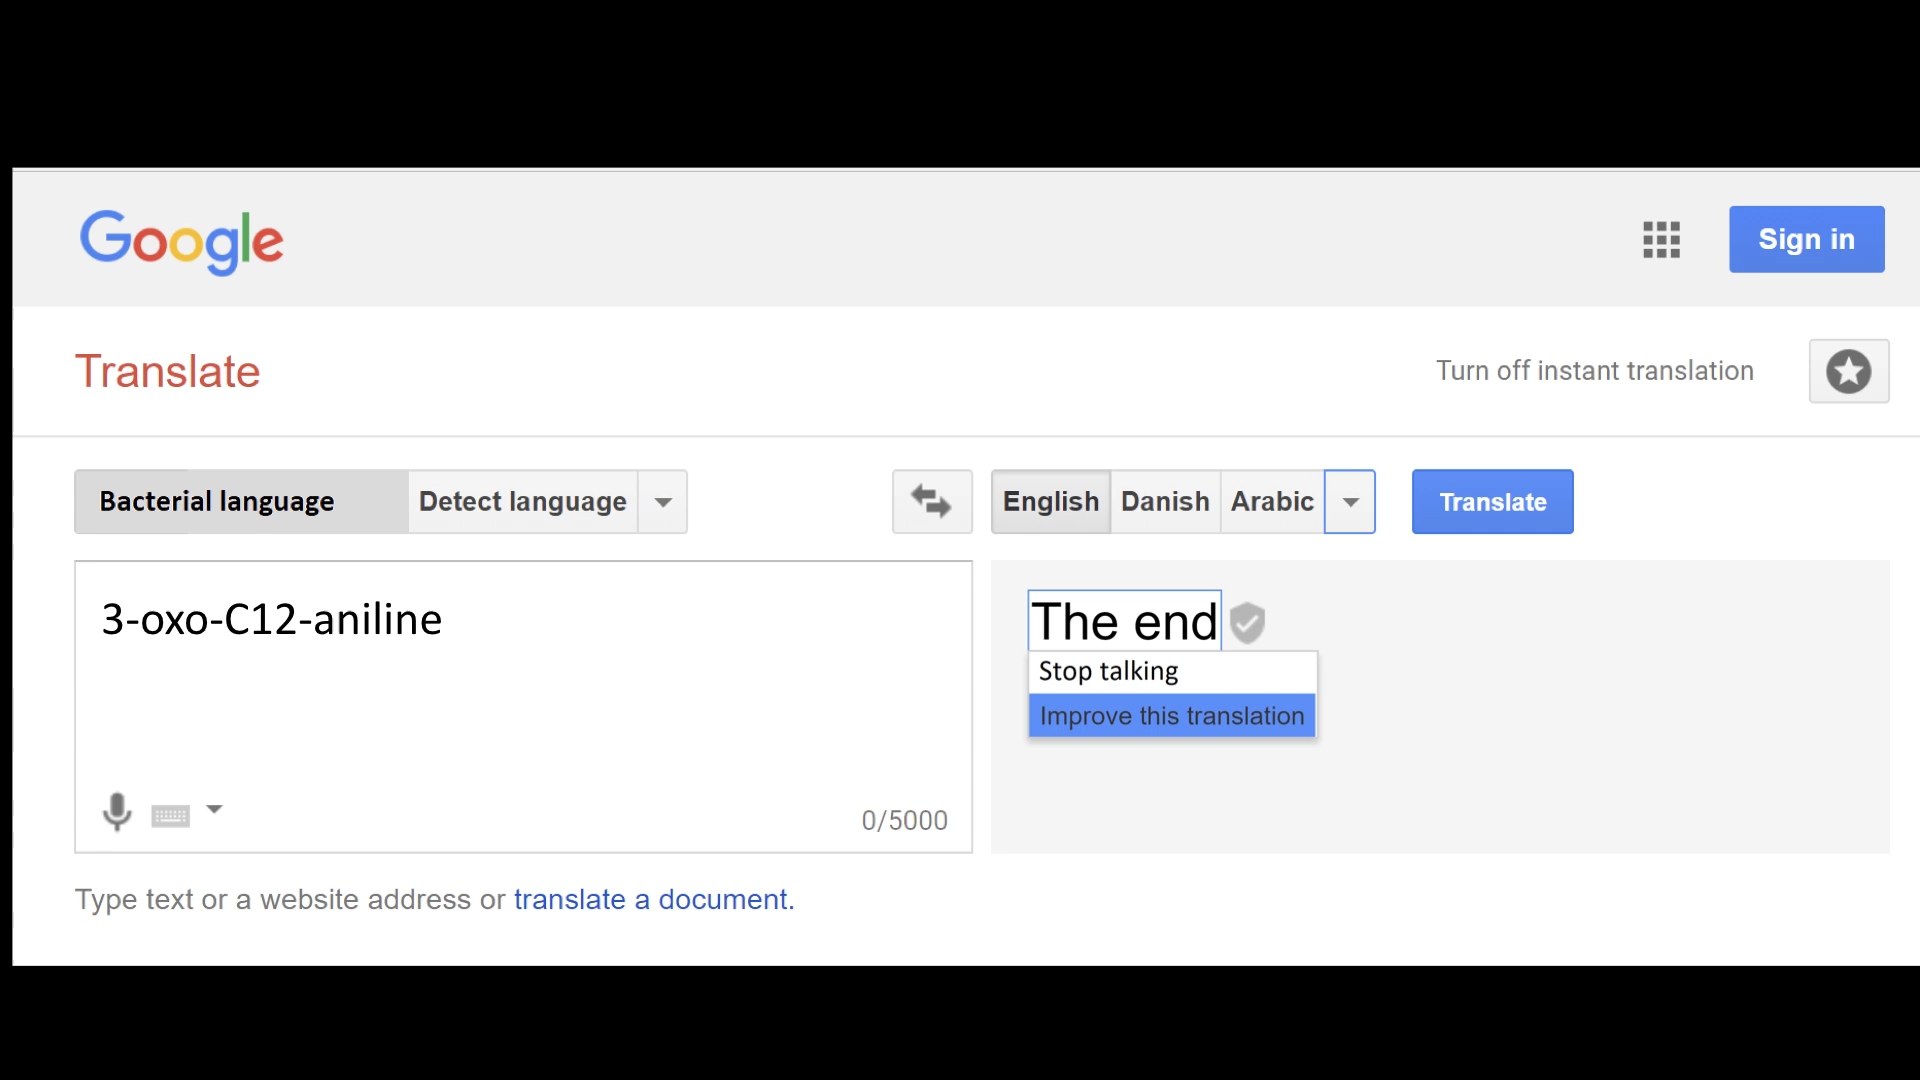 Google
Sign in
Translate
Turn off instant translation
Bacterial language
Detect language
English
Danish
Arabic
Translate
3-oxo-C12-aniline
The end
Stop talking
Improve this translation
0/5000
Type text or a website address or translate a document.